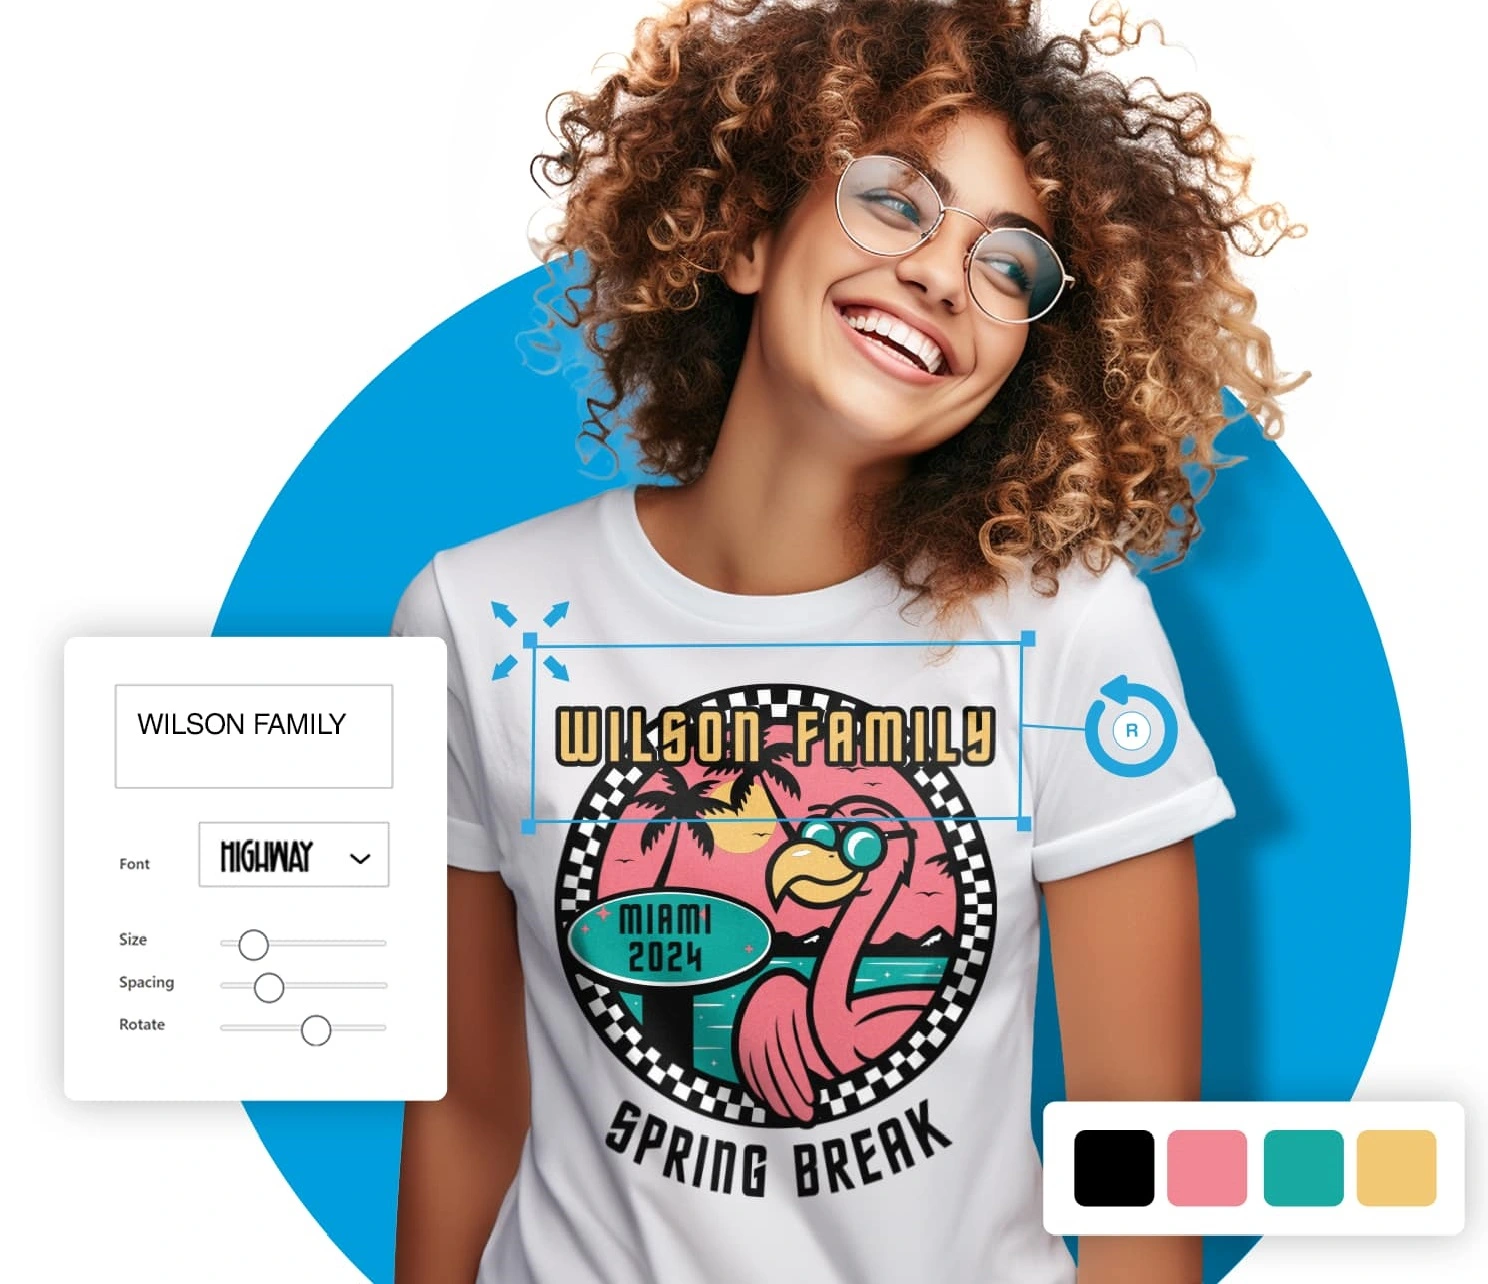 WILSON FAMILY
Font
HIGHWAY
Size
Spacing
Rotate
WILSON FAMILY
R
MIAMI
2024
SPRING BREAK